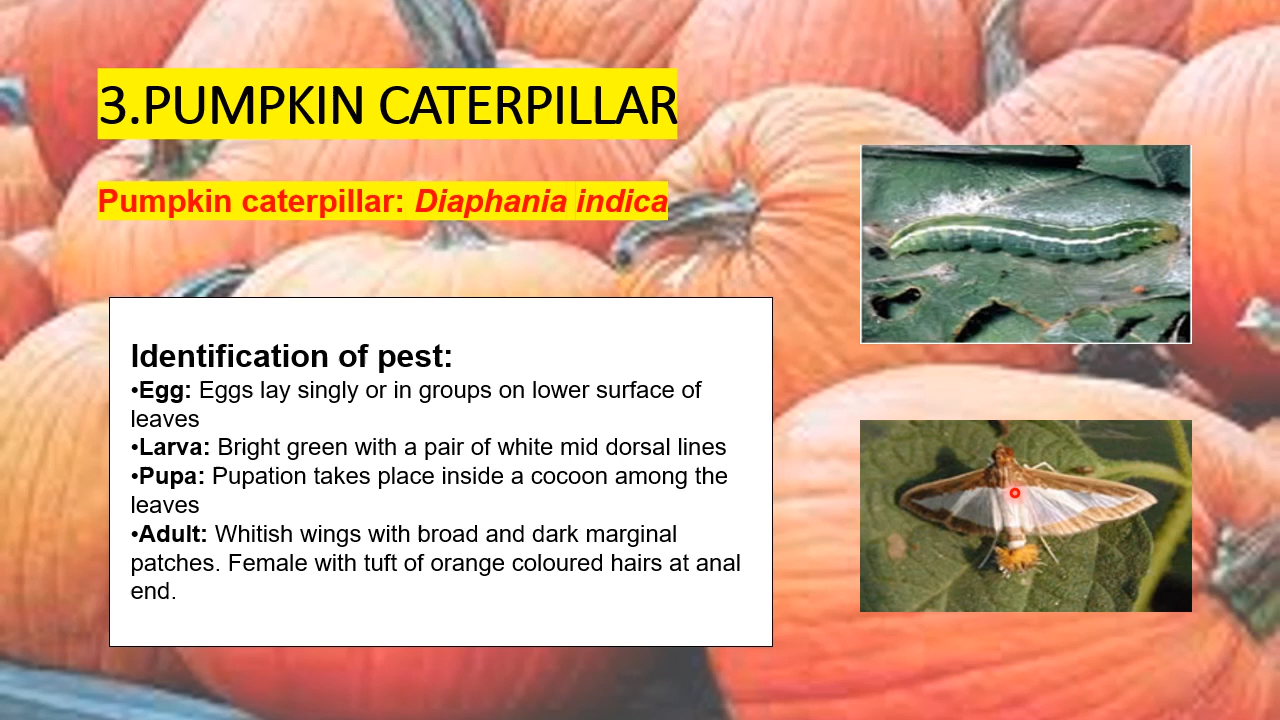 3.PUMPKIN CATERPILLAR
Pumpkin caterpillar: Diaphania indica
Identification of pest:
•Egg: Eggs lay singly or in groups on lower surface of
leaves
•Larva: Bright green with a pair of white mid dorsal lines
•Pupa: Pupation takes place inside a cocoon among the
leaves
•Adult: Whitish wings with broad and dark marginal
patches. Female with tuft of orange coloured hairs at anal
end.